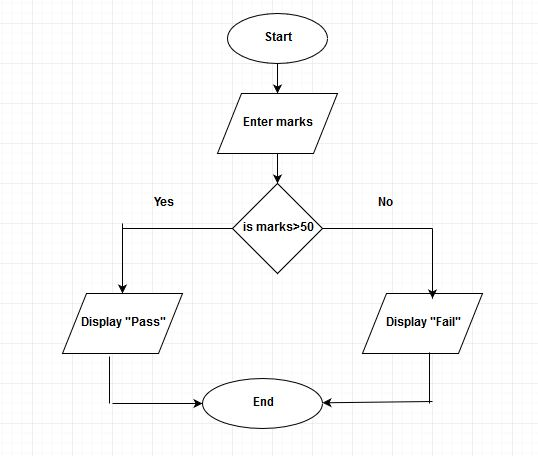 Start
Enter marks
Yes
No
is marks>50
Display "Pass"
Display "Fail"
End